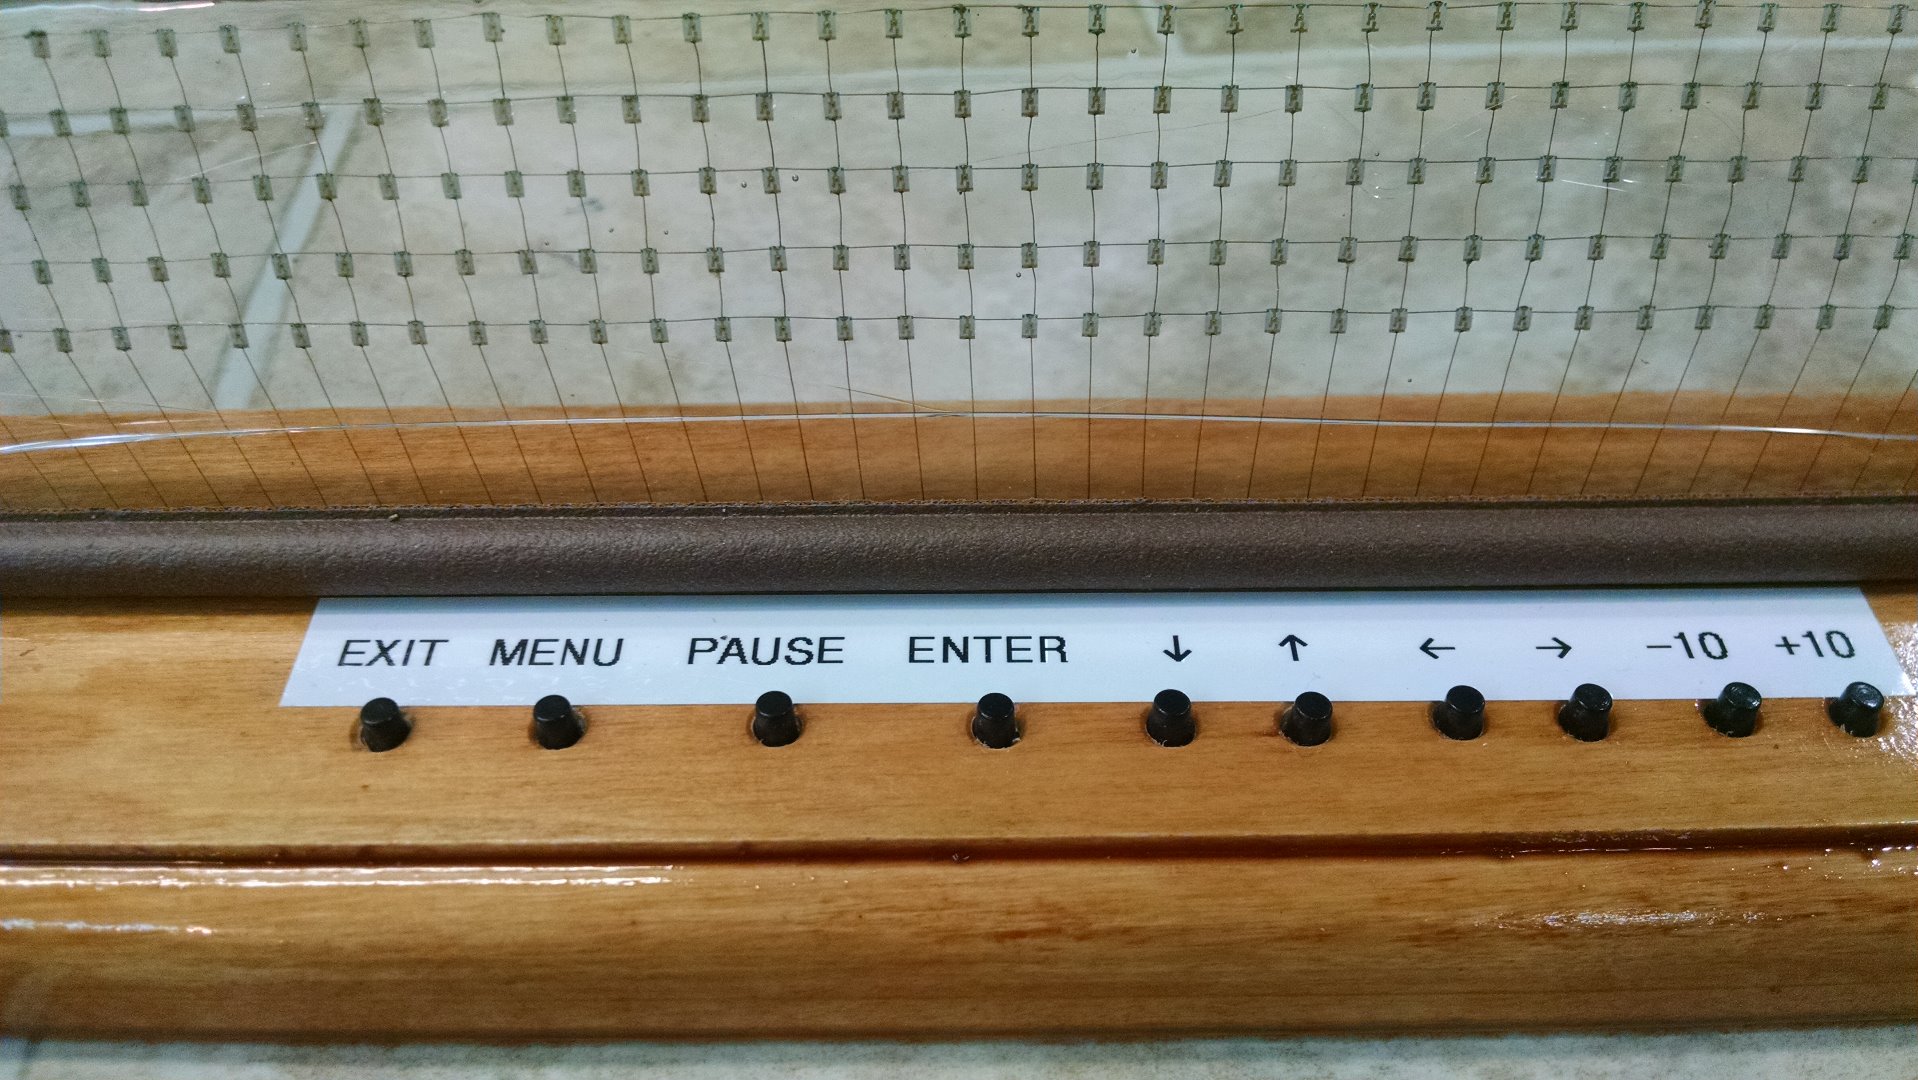 EXIT MENU PAUSE ENTER ↓ ↑ ← → −10 +10